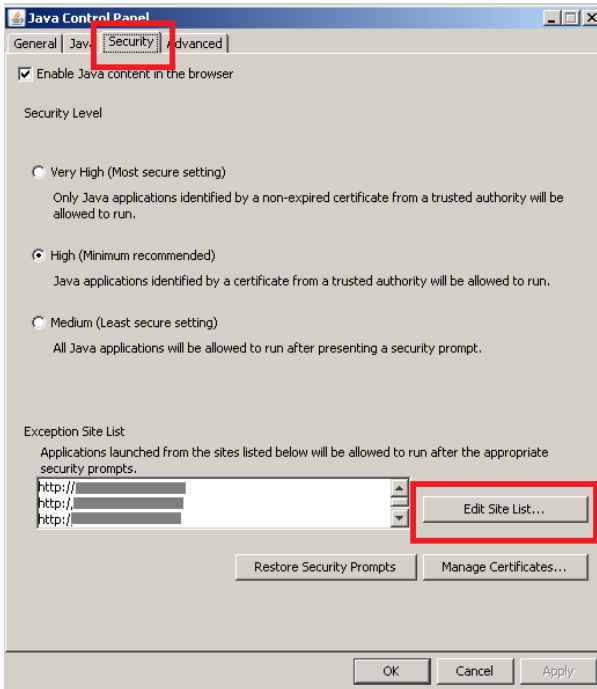 Java Control Panel
General Java Security Advanced
Enable Java content in the browser
Security Level
Very High (Most secure setting)
Only Java applications identified by a non-expired certificate from a trusted authority will be
allowed to run.
High (Minimum recommended)
Java applications identified by a certificate from a trusted authority will be allowed to run.
Medium (Least secure setting)
All Java applications will be allowed to run after presenting a security prompt.
Exception Site List
Applications launched from the sites listed below will be allowed to run after the appropriate
security prompts.
http://
http:/
http:/
Edit Site List...
Restore Security Prompts Manage Certificates...
OK Cancel Apply